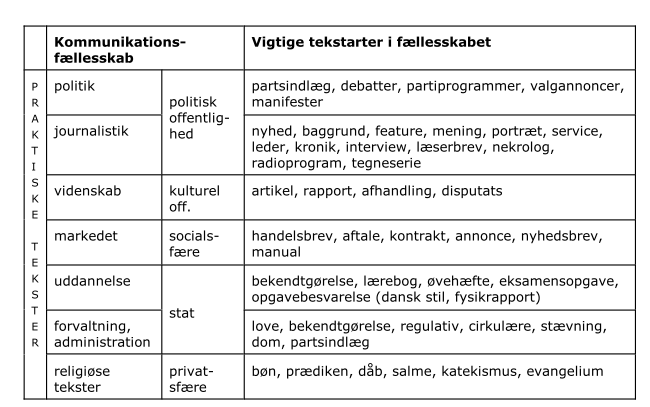 Kommunikations-
fællesskab
Vigtige tekstarter i fællesskabet
PRAKTISKE TEKSTER
politik
politisk
offentlig-
hed
partsindlæg, debatter, partiprogrammer, valgannoncer,
manifester
journalistik
nyhed, baggrund, feature, mening, portræt, service,
leder, kronik, interview, læserbrev, nekrolog,
radioprogram, tegneserie
videnskab
kulturel
off.
artikel, rapport, afhandling, disputats
markedet
socials-
fære
handelsbrev, aftale, kontrakt, annonce, nyhedsbrev,
manual
uddannelse
stat
bekendtgørelse, lærebog, øvehæfte, eksamensopgave,
opgavebesvarelse (dansk stil, fysikrapport)
forvaltning,
administration
love, bekendtgørelse, regulativ, cirkulære, stævning,
dom, partsindlæg
religiøse
tekster
privat-
sfære
bøn, prædiken, dåb, salme, katekismus, evangelium